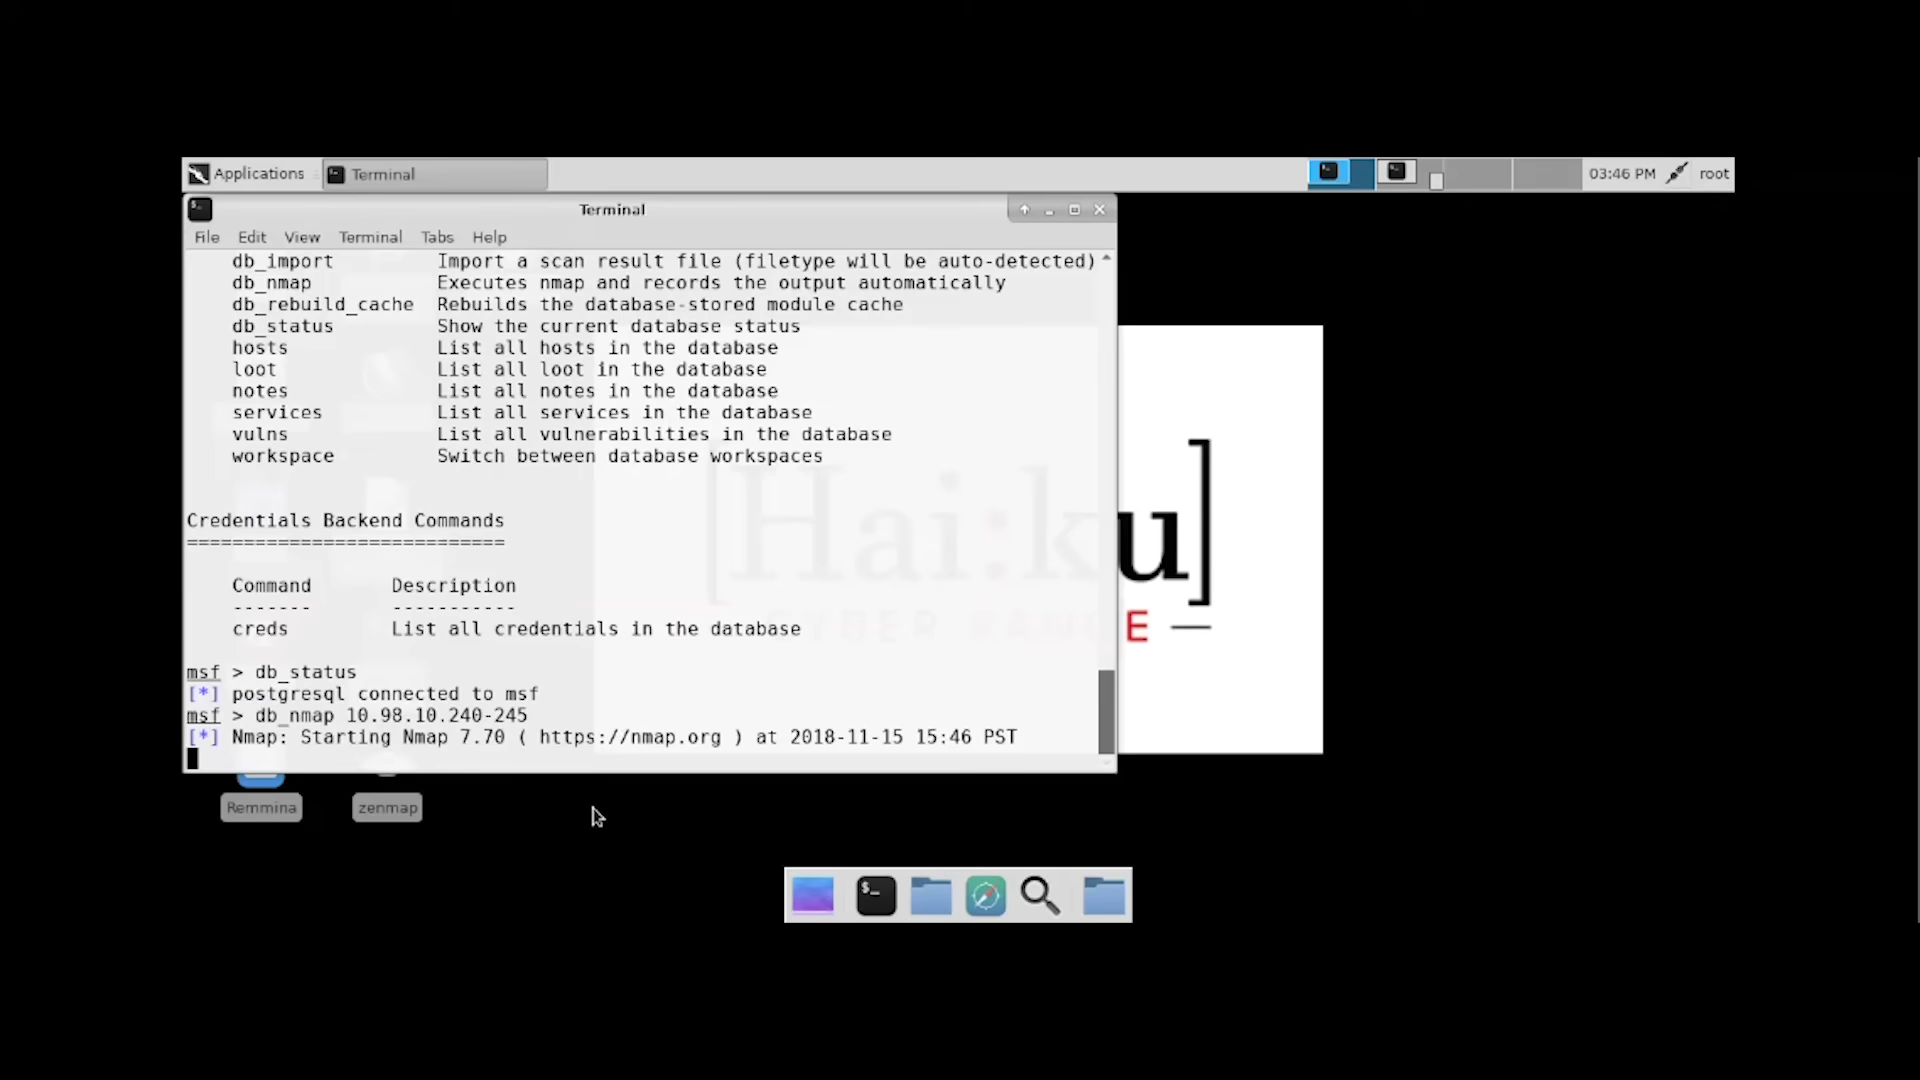 Applications
Terminal
03:46 PM
root
Terminal
File Edit View Terminal Tabs Help
db_import Import a scan result file (filetype will be auto-detected)
db_nmap Executes nmap and records the output automatically
db_rebuild_cache Rebuilds the database-stored module cache
db_status Show the current database status
hosts List all hosts in the database
loot List all loot in the database
notes List all notes in the database
services List all services in the database
vulns List all vulnerabilities in the database
workspace Switch between database workspaces
Credentials Backend Commands
============================
Command Description
------- -----------
creds List all credentials in the database
msf > db_status
[*] postgresql connected to msf
msf > db_nmap 10.98.10.240-245
[*] Nmap: Starting Nmap 7.70 ( https://nmap.org ) at 2018-11-15 15:46 PST
[Hai:ku]
CYBER RANGE —
Remmina
zenmap
$_